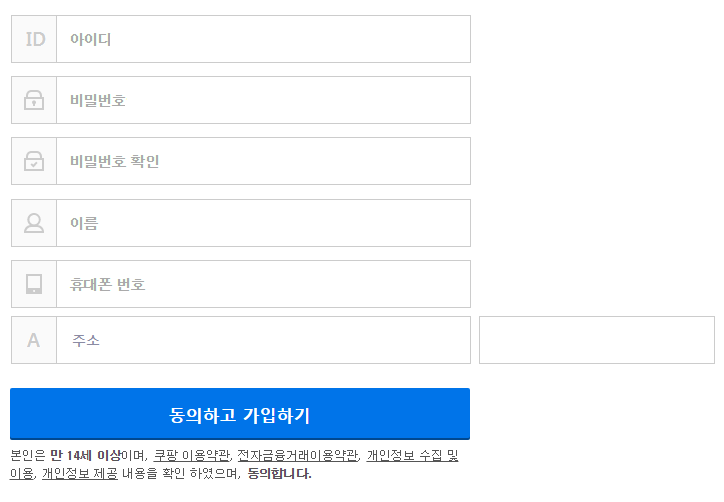 ID 아이디
비밀번호
비밀번호 확인
이름
휴대폰 번호
A 주소
동의하고 가입하기
본인은 만 14세 이상이며, 쿠팡 이용약관, 전자금융거래이용약관, 개인정보 수집 및
이용, 개인정보 제공 내용을 확인 하였으며, 동의합니다.